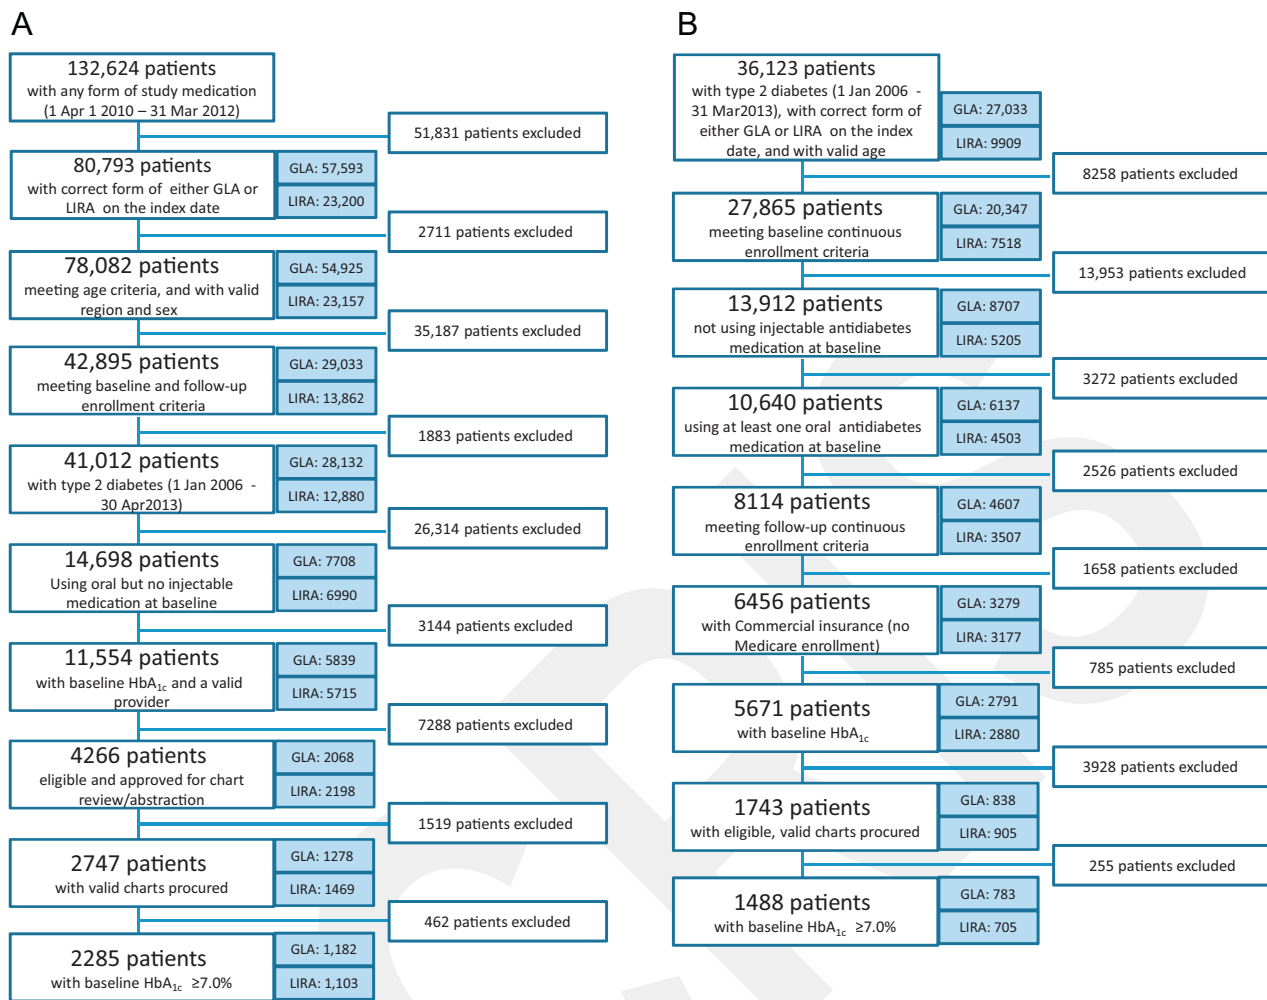 A
132,624 patients
with any form of study medication
(1 Apr 1 2010 – 31 Mar 2012)
51,831 patients excluded
80,793 patients
with correct form of either GLA or
LIRA on the index date
GLA: 57,593
LIRA: 23,200
2711 patients excluded
78,082 patients
meeting age criteria, and with valid
region and sex
GLA: 54,925
LIRA: 23,157
35,187 patients excluded
42,895 patients
meeting baseline and follow-up
enrollment criteria
GLA: 29,033
LIRA: 13,862
1883 patients excluded
41,012 patients
with type 2 diabetes (1 Jan 2006 -
30 Apr2013)
GLA: 28,132
LIRA: 12,880
26,314 patients excluded
14,698 patients
Using oral but no injectable
medication at baseline
GLA: 7708
LIRA: 6990
3144 patients excluded
11,554 patients
with baseline HbA1c and a valid
provider
GLA: 5839
LIRA: 5715
7288 patients excluded
4266 patients
eligible and approved for chart
review/abstraction
GLA: 2068
LIRA: 2198
1519 patients excluded
2747 patients
with valid charts procured
GLA: 1278
LIRA: 1469
462 patients excluded
2285 patients
with baseline HbA1c ≥7.0%
GLA: 1,182
LIRA: 1,103
B
36,123 patients
with type 2 diabetes (1 Jan 2006 -
31 Mar2013), with correct form of
either GLA or LIRA on the index
date, and with valid age
GLA: 27,033
LIRA: 9909
8258 patients excluded
27,865 patients
meeting baseline continuous
enrollment criteria
GLA: 20,347
LIRA: 7518
13,953 patients excluded
13,912 patients
not using injectable antidiabetes
medication at baseline
GLA: 8707
LIRA: 5205
3272 patients excluded
10,640 patients
using at least one oral antidiabetes
medication at baseline
GLA: 6137
LIRA: 4503
2526 patients excluded
8114 patients
meeting follow-up continuous
enrollment criteria
GLA: 4607
LIRA: 3507
1658 patients excluded
6456 patients
with Commercial insurance (no
Medicare enrollment)
GLA: 3279
LIRA: 3177
785 patients excluded
5671 patients
with baseline HbA1c
GLA: 2791
LIRA: 2880
3928 patients excluded
1743 patients
with eligible, valid charts procured
GLA: 838
LIRA: 905
255 patients excluded
1488 patients
with baseline HbA1c ≥7.0%
GLA: 783
LIRA: 705